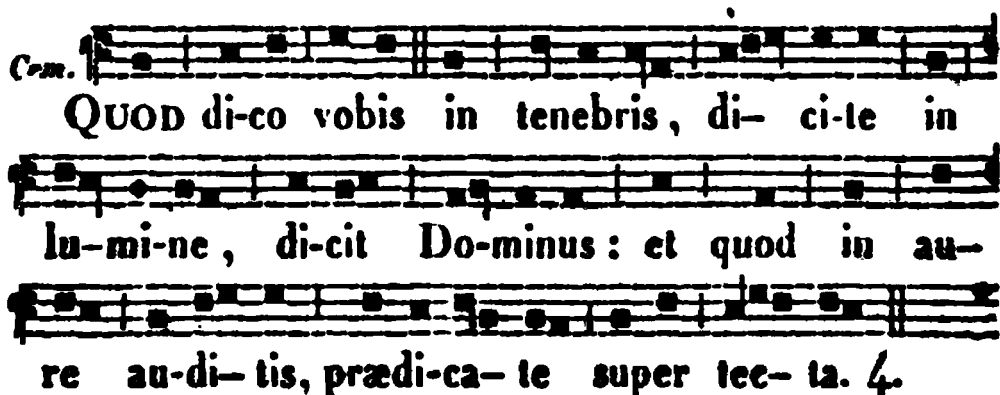 Crm. QUOD di-co vobis in tenebris, di– ci-te in
lu–mi-ne, di-cit Do-minus: et quod in au–
re au-di– tis, prædi-ca– te super tec– ta. 4.